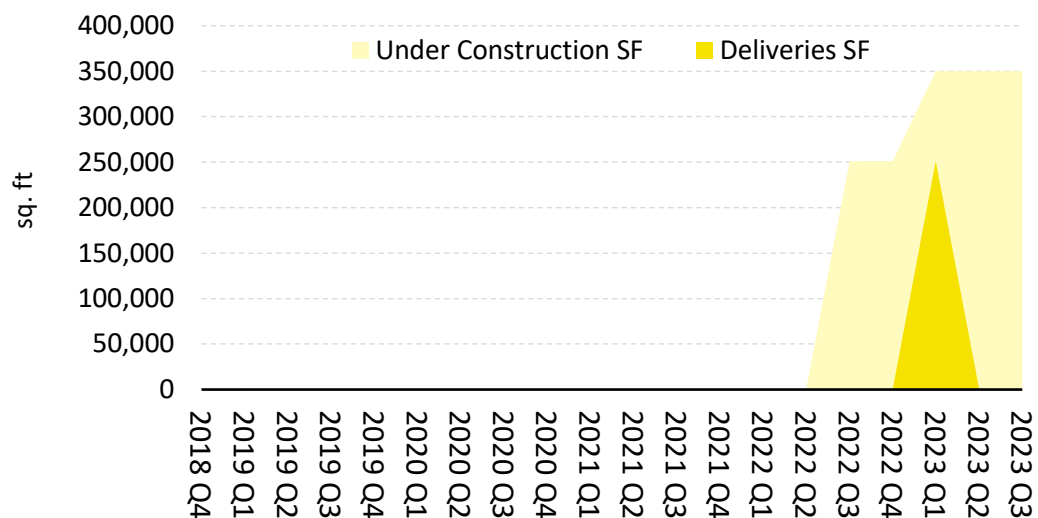 400,000
Under Construction SF
Deliveries SF
350,000
300,000
250,000
200,000
150,000
100,000
50,000
0
sq. ft
2018 Q4
2019 Q1
2019 Q2
2019 Q3
2019 Q4
2020 Q1
2020 Q2
2020 Q3
2020 Q4
2021 Q1
2021 Q2
2021 Q3
2021 Q4
2022 Q1
2022 Q2
2022 Q3
2022 Q4
2023 Q1
2023 Q2
2023 Q3